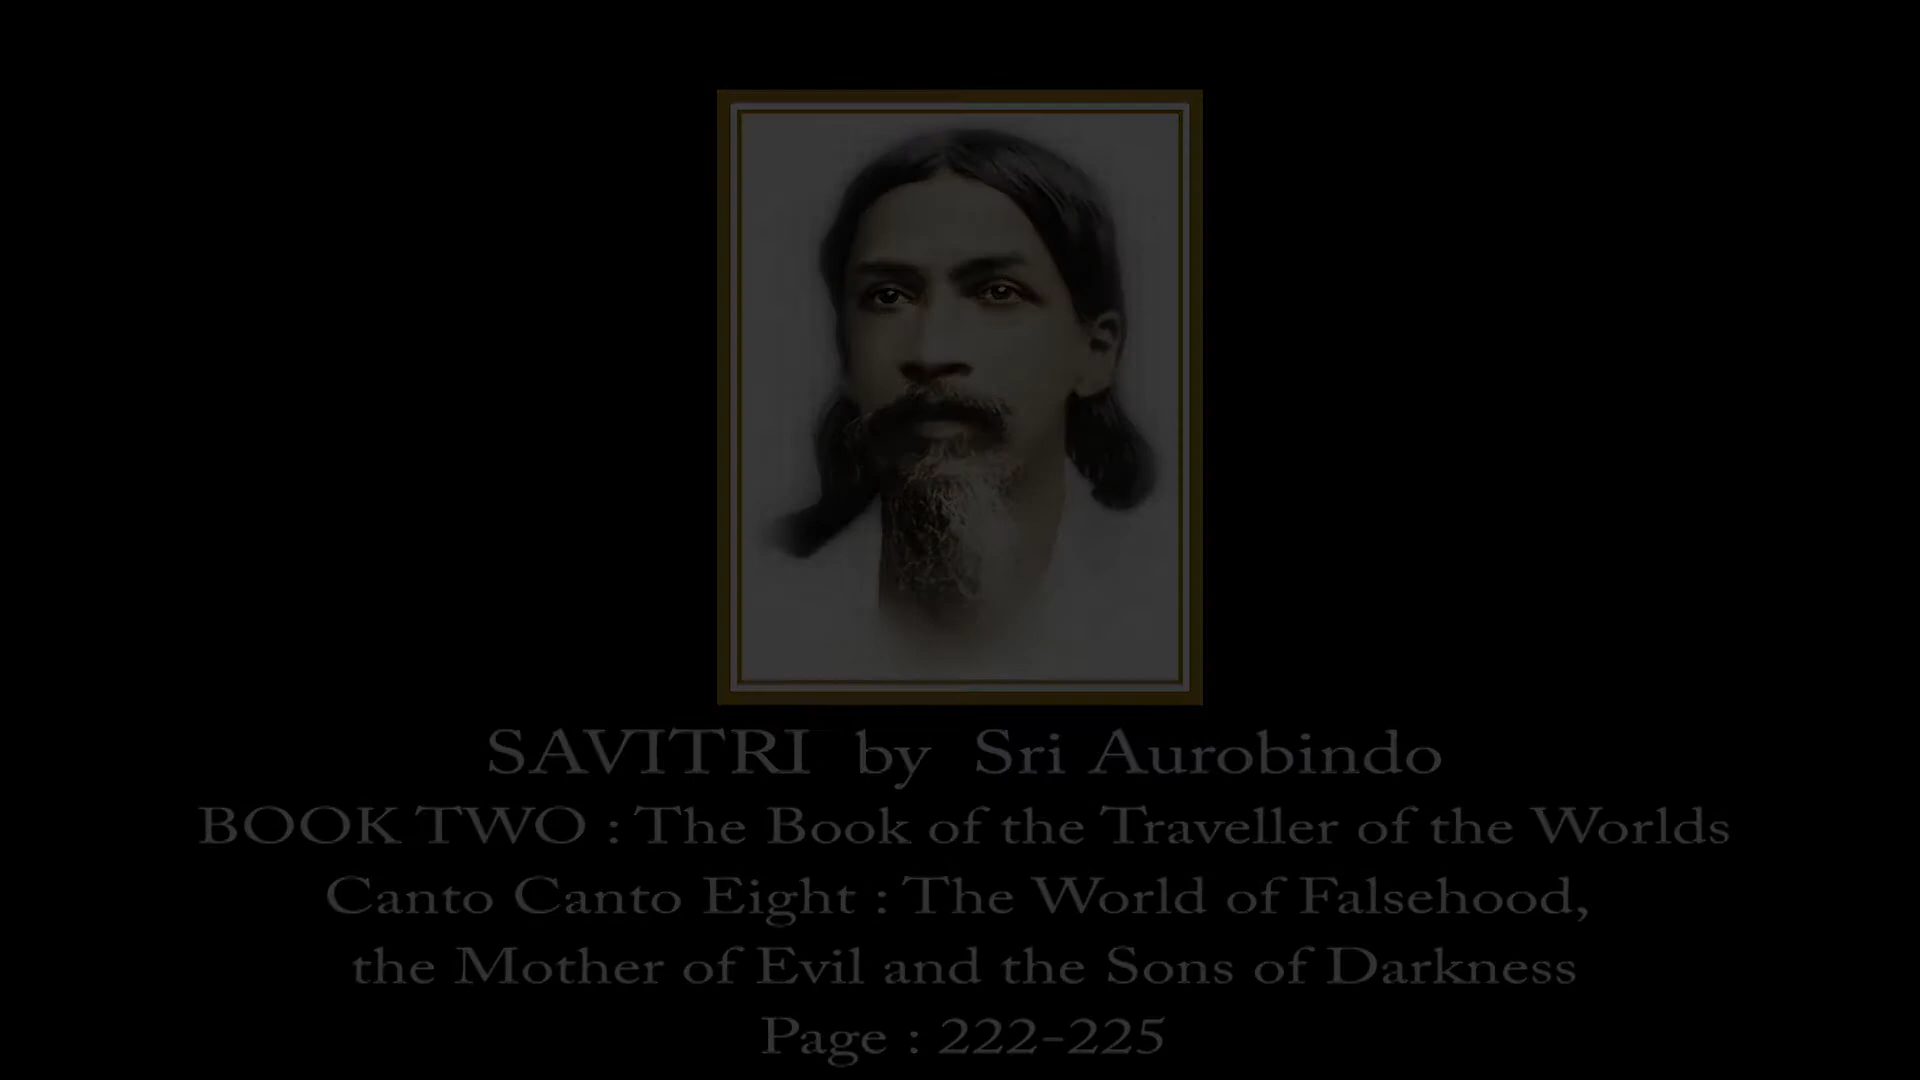 SAVITRI by Sri Aurobindo
BOOK TWO : The Book of the Traveller of the Worlds
Canto Canto Eight : The World of Falsehood,
the Mother of Evil and the Sons of Darkness
Page : 222-225